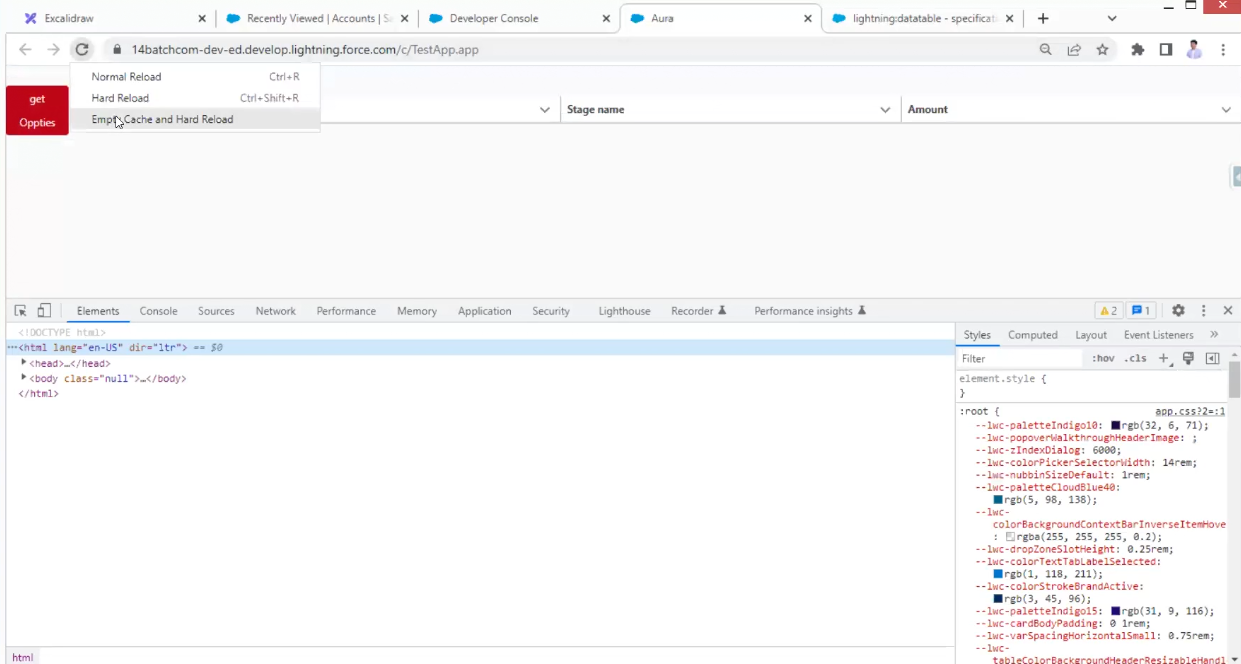 Excalidraw
Recently Viewed | Accounts | Sa
Developer Console
Aura
lightning:datatable - specificat
14batchcom-dev-ed.develop.lightning.force.com/c/TestApp.app
Normal Reload Ctrl+R
Hard Reload Ctrl+Shift+R
Empty Cache and Hard Reload
get
Oppties
Stage name
Amount
Elements Console Sources Network Performance Memory Application Security Lighthouse Recorder Performance insights 2 1
<!DOCTYPE html>
<html lang="en-US" dir="ltr"> == $0
<head>…</head>
<body class="null">…</body>
</html>
html
Styles Computed Layout Event Listeners »
Filter :hov .cls
element.style {
}
:root { app.css?2=:1
--lwc-paletteIndigo10: rgb(32, 6, 71);
--lwc-popoverWalkthroughHeaderImage: ;
--lwc-zIndexDialog: 6000;
--lwc-colorPickerSelectorWidth: 14rem;
--lwc-nubbinSizeDefault: 1rem;
--lwc-paletteCloudBlue40:
rgb(5, 98, 138);
--lwc-
colorBackgroundContextBarInverseItemHove
: rgba(255, 255, 255, 0.2);
--lwc-dropZoneSlotHeight: 0.25rem;
--lwc-colorTextTabLabelSelected:
rgb(1, 118, 211);
--lwc-colorStrokeBrandActive:
rgb(3, 45, 96);
--lwc-paletteIndigo15: rgb(31, 9, 116);
--lwc-cardBodyPadding: 0 1rem;
--lwc-varSpacingHorizontalSmall: 0.75rem;
--lwc-
tableColorBackgroundHeaderResizableHandl